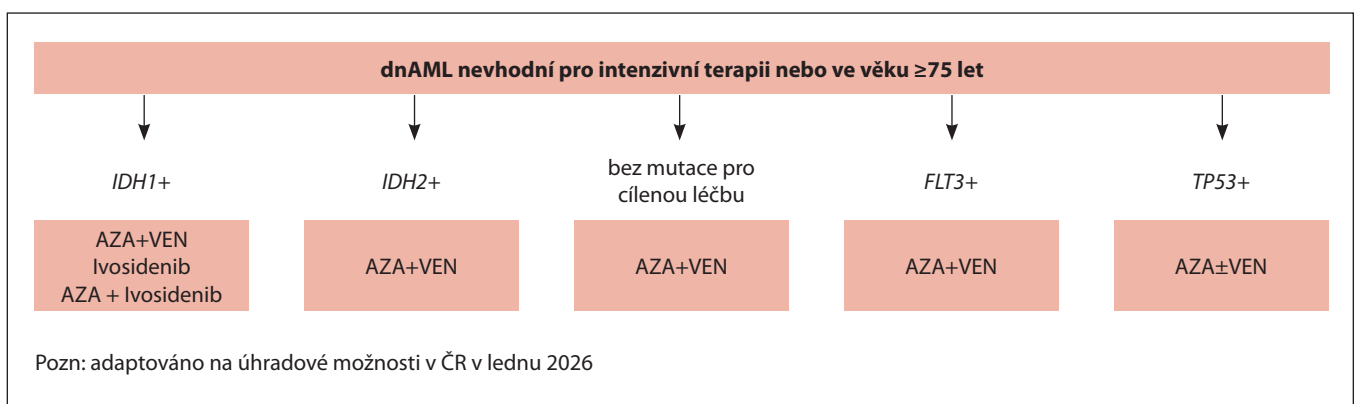 dnAML nevhodní pro intenzivní terapii nebo ve věku ≥75 let
IDH1+
IDH2+
bez mutace pro
cílenou léčbu
FLT3+
TP53+
AZA+VEN
Ivosidenib
AZA + Ivosidenib
AZA+VEN
AZA+VEN
AZA+VEN
AZA±VEN
Pozn: adaptováno na úhradové možnosti v ČR v lednu 2026